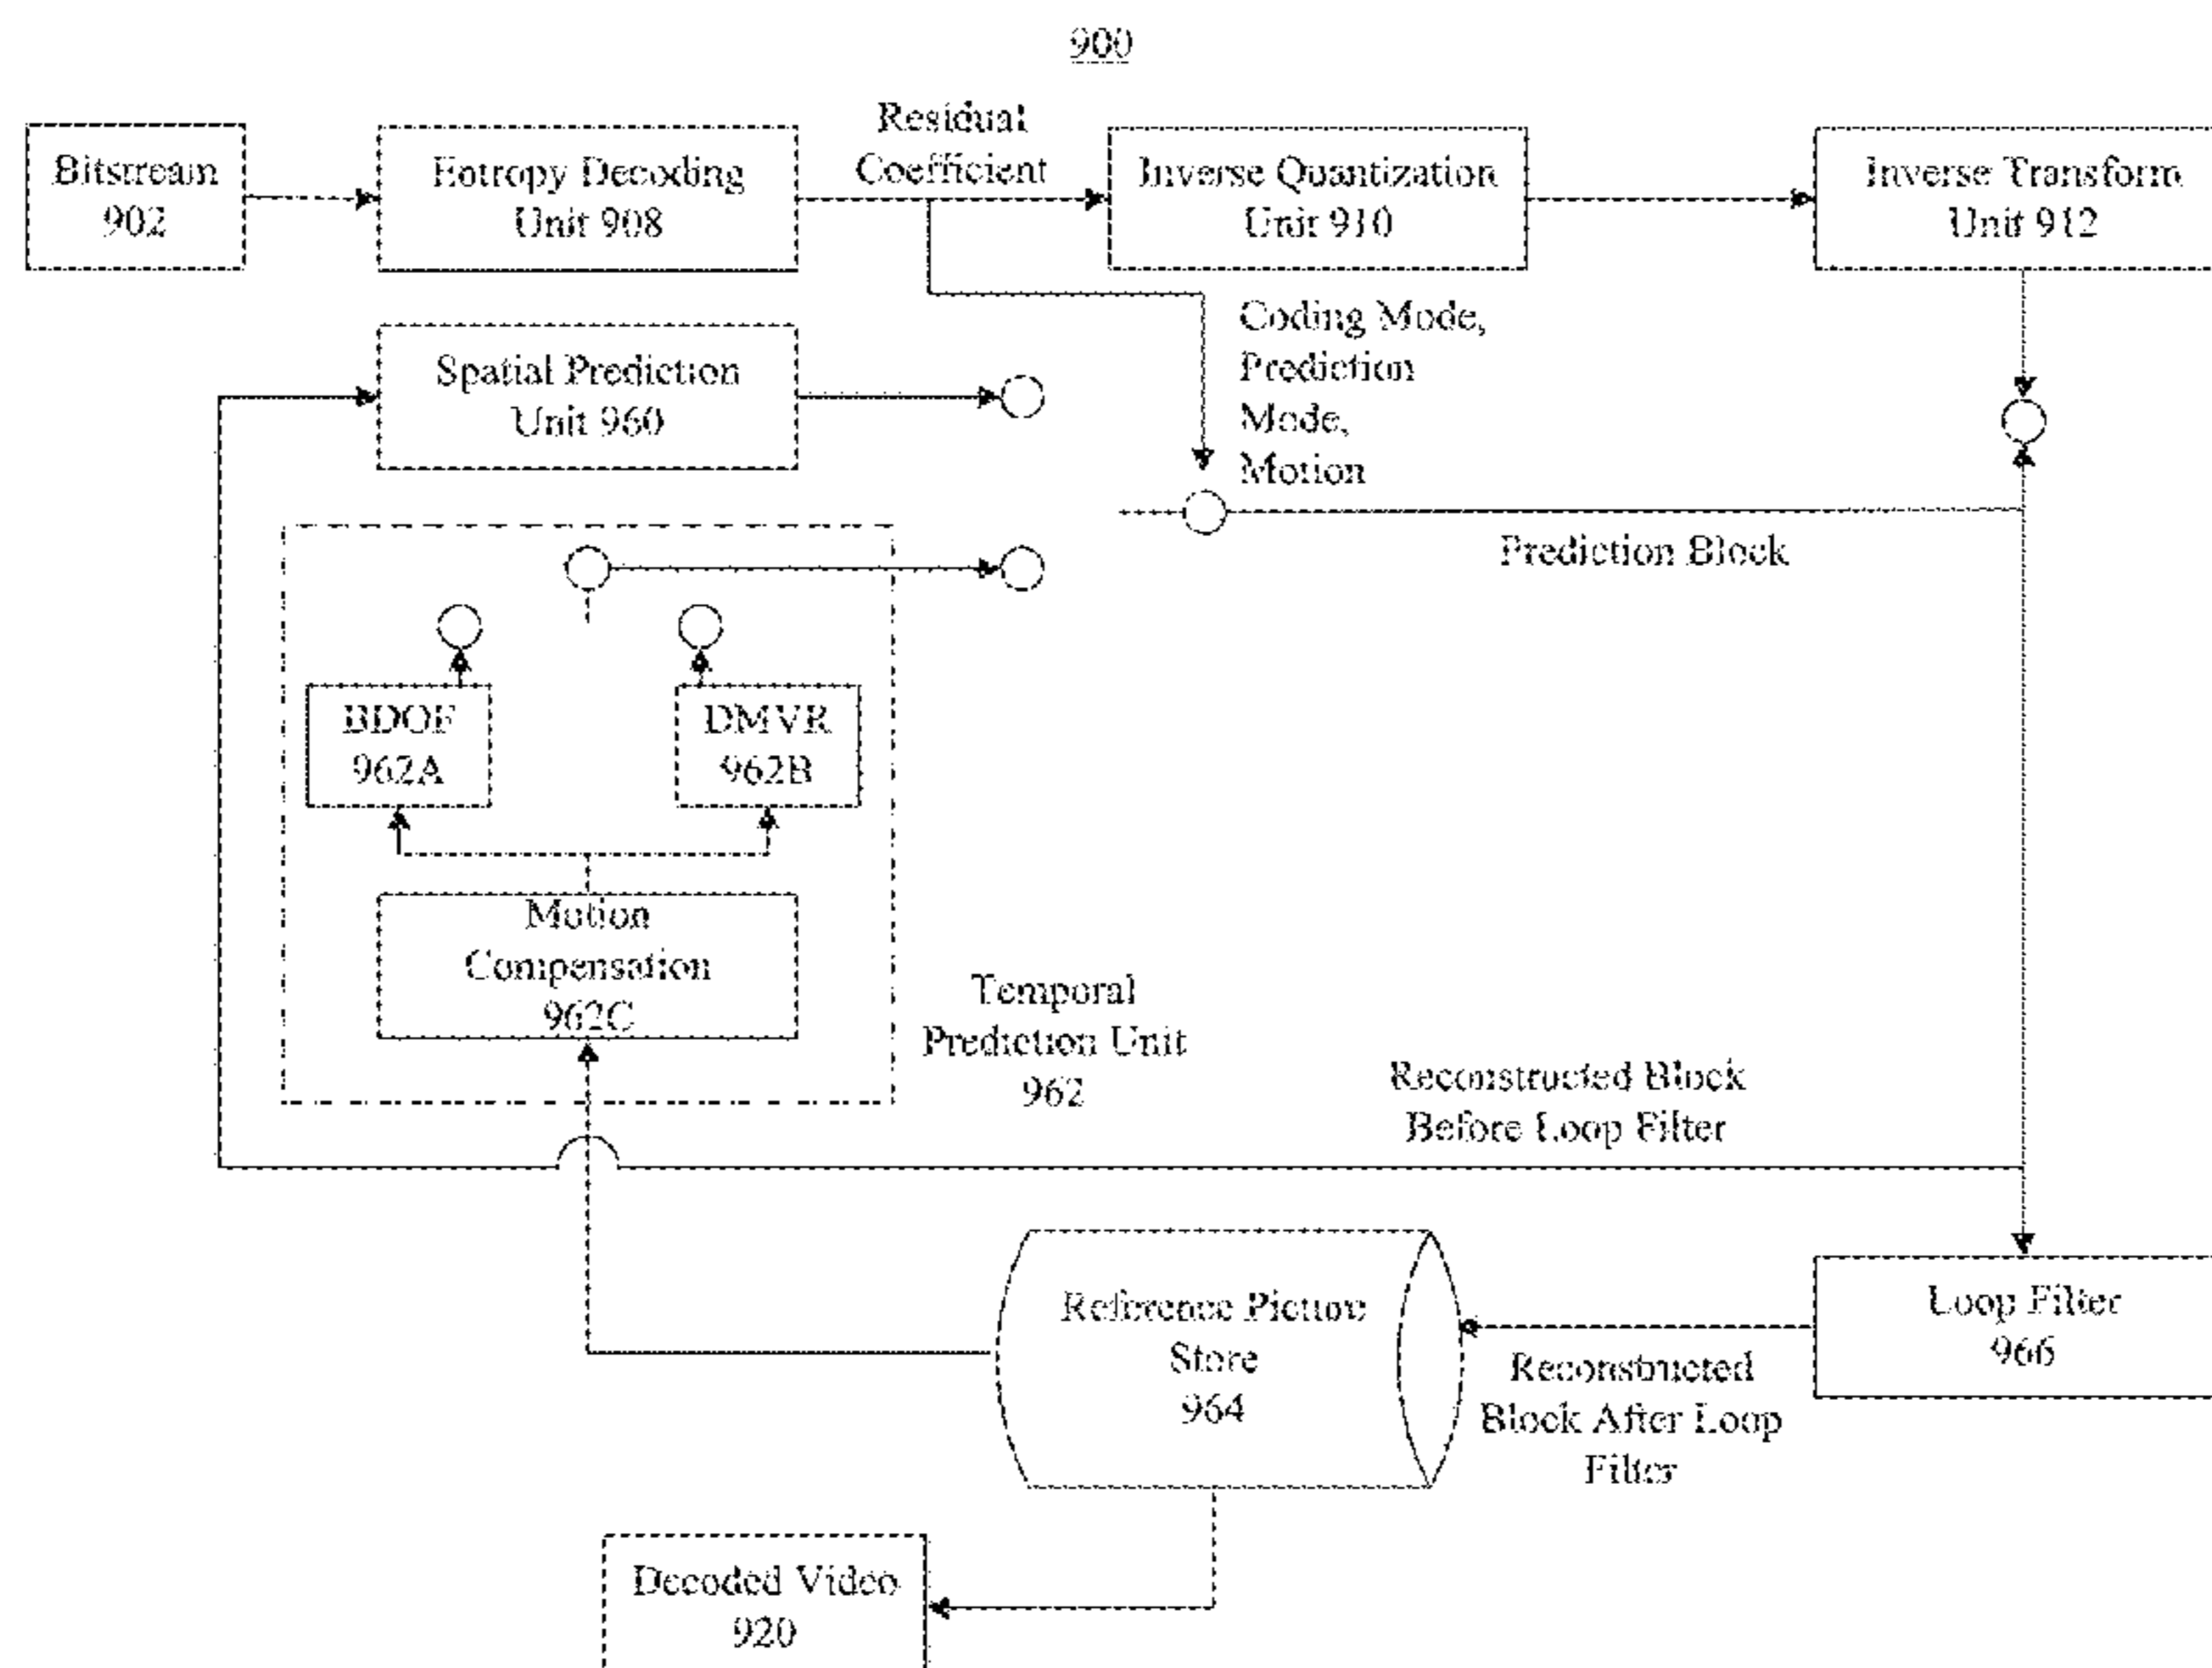 900
Bitstream
902
Entropy Decoding
Unit 908
Residual
Coefficient
Inverse Quantization
Unit 910
Inverse Transform
Unit 912
Coding Mode,
Prediction
Mode,
Motion
Spatial Prediction
Unit 960
Prediction Block
BDOF
962A
DMVR
962B
Motion
Compensation
962C
Temporal
Prediction Unit
962
Reconstructed Block
Before Loop Filter
Reference Picture
Store
964
Loop Filter
966
Reconstructed
Block After Loop
Filter
Decoded Video
920